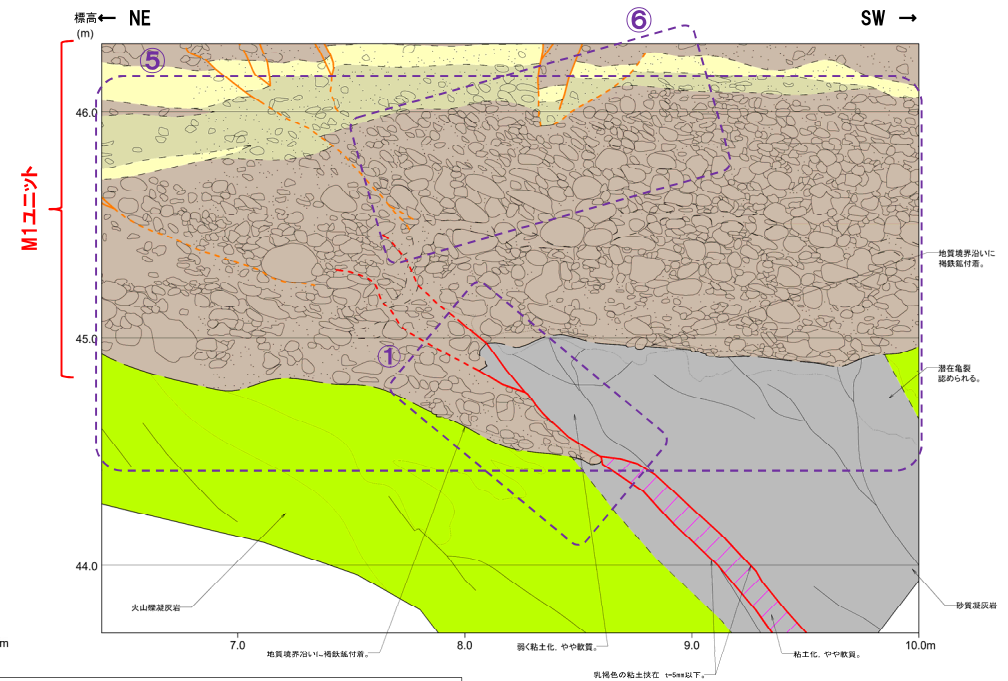 標高← NE
(m)
SW →
⑥
⑤
46.0
M1ユニット
地質境界沿いに
褐鉄鉱付着。
45.0
①
潜在亀裂
認められる。
44.0
火山礫凝灰岩
砂質凝灰岩
m
7.0
8.0
9.0
10.0m
地質境界沿いに褐鉄鉱付着。
弱く粘土化、やや軟質。
粘土化、やや軟質。
乳褐色の粘土挟在 t=5mm以下。